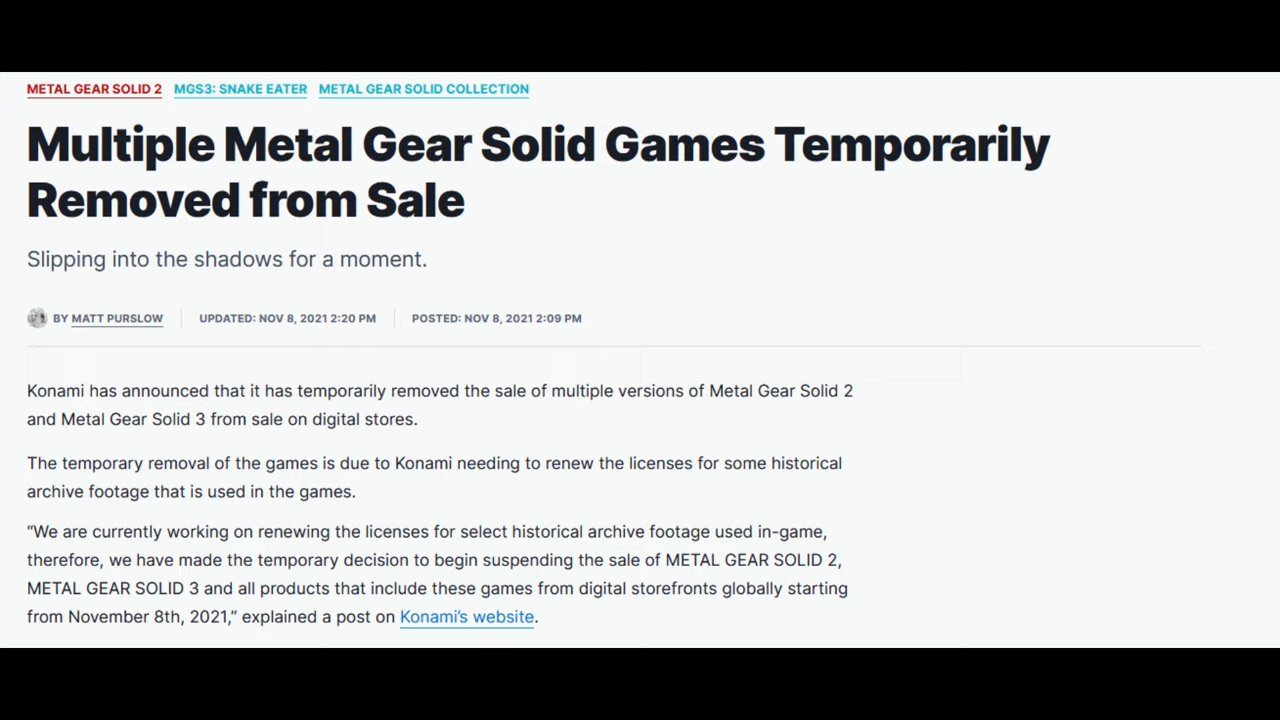 METAL GEAR SOLID 2 MGS3: SNAKE EATER METAL GEAR SOLID COLLECTION
Multiple Metal Gear Solid Games Temporarily
Removed from Sale
Slipping into the shadows for a moment.
BY MATT PURSLOW UPDATED: NOV 8, 2021 2:20 PM POSTED: NOV 8, 2021 2:09 PM
Konami has announced that it has temporarily removed the sale of multiple versions of Metal Gear Solid 2
and Metal Gear Solid 3 from sale on digital stores.
The temporary removal of the games is due to Konami needing to renew the licenses for some historical
archive footage that is used in the games.
“We are currently working on renewing the licenses for select historical archive footage used in-game,
therefore, we have made the temporary decision to begin suspending the sale of METAL GEAR SOLID 2,
METAL GEAR SOLID 3 and all products that include these games from digital storefronts globally starting
from November 8th, 2021,” explained a post on Konami’s website.